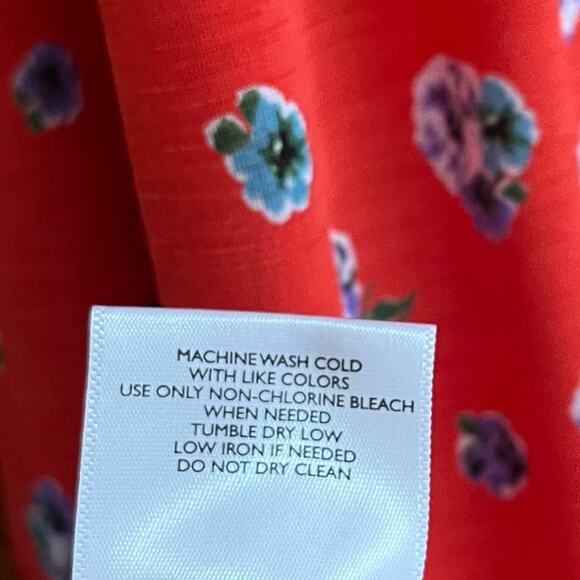 MACHINE WASH COLD
WITH LIKE COLORS
USE ONLY NON-CHLORINE BLEACH
WHEN NEEDED
TUMBLE DRY LOW
LOW IRON IF NEEDED
DO NOT DRY CLEAN